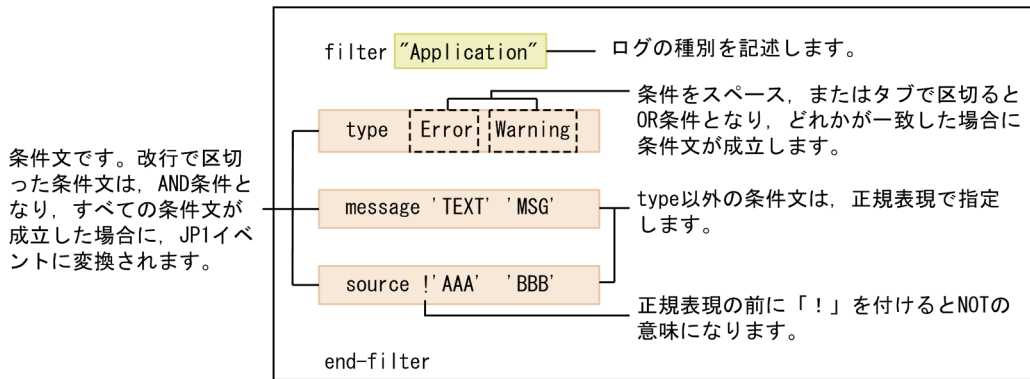 filter "Application"
ログの種別を記述します。
条件をスペース，またはタブで区切ると
OR条件となり，どれかが一致した場合に
条件文が成立します。
type Error Warning
条件文です。改行で区切
った条件文は，AND条件と
なり，すべての条件文が
成立した場合に，JP1イベ
ントに変換されます。
message 'TEXT' 'MSG'
type以外の条件文は，正規表現で指定
します。
source !'AAA' 'BBB'
正規表現の前に「！」を付けるとNOTの
意味になります。
end-filter